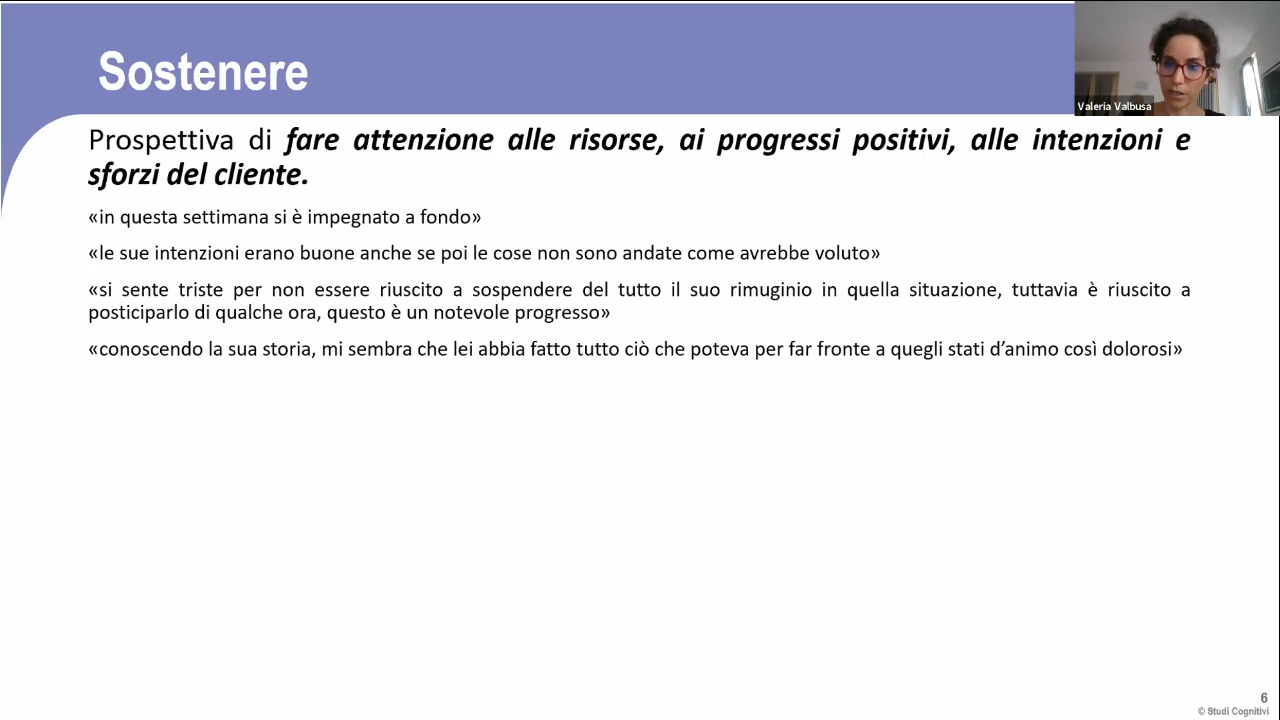 Sostenere
Valeria Valbusa
Prospettiva di fare attenzione alle risorse, ai progressi positivi, alle intenzioni e
sforzi del cliente.
«in questa settimana si è impegnato a fondo»
«le sue intenzioni erano buone anche se poi le cose non sono andate come avrebbe voluto»
«si sente triste per non essere riuscito a sospendere del tutto il suo rimuginio in quella situazione, tuttavia è riuscito a
posticiparlo di qualche ora, questo è un notevole progresso»
«conoscendo la sua storia, mi sembra che lei abbia fatto tutto ciò che poteva per far fronte a quegli stati d’animo così dolorosi»
6
© Studi Cognitivi